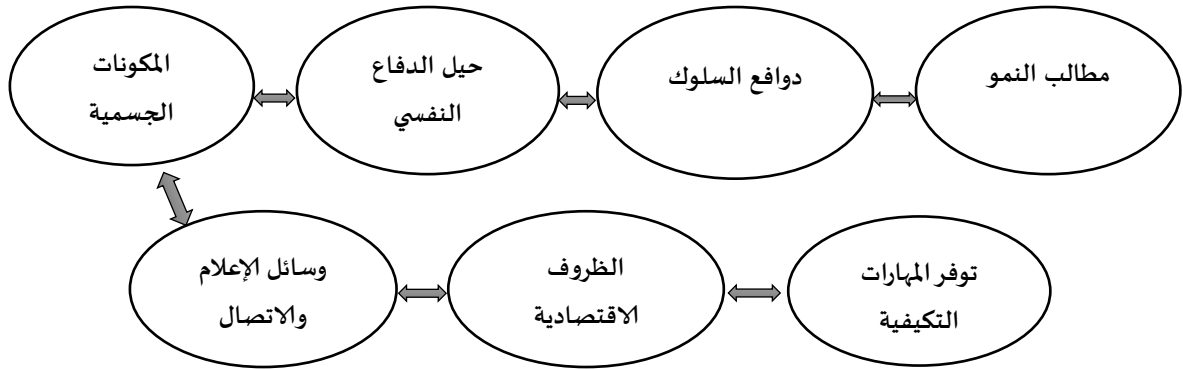 مطالب النمو
دوافع السلوك
حيل الدفاع
النفسي
المكونات
الجسمية
وسائل الإعلام
والاتصال
الظروف
الاقتصادية
توفر المهارات
التكيفية